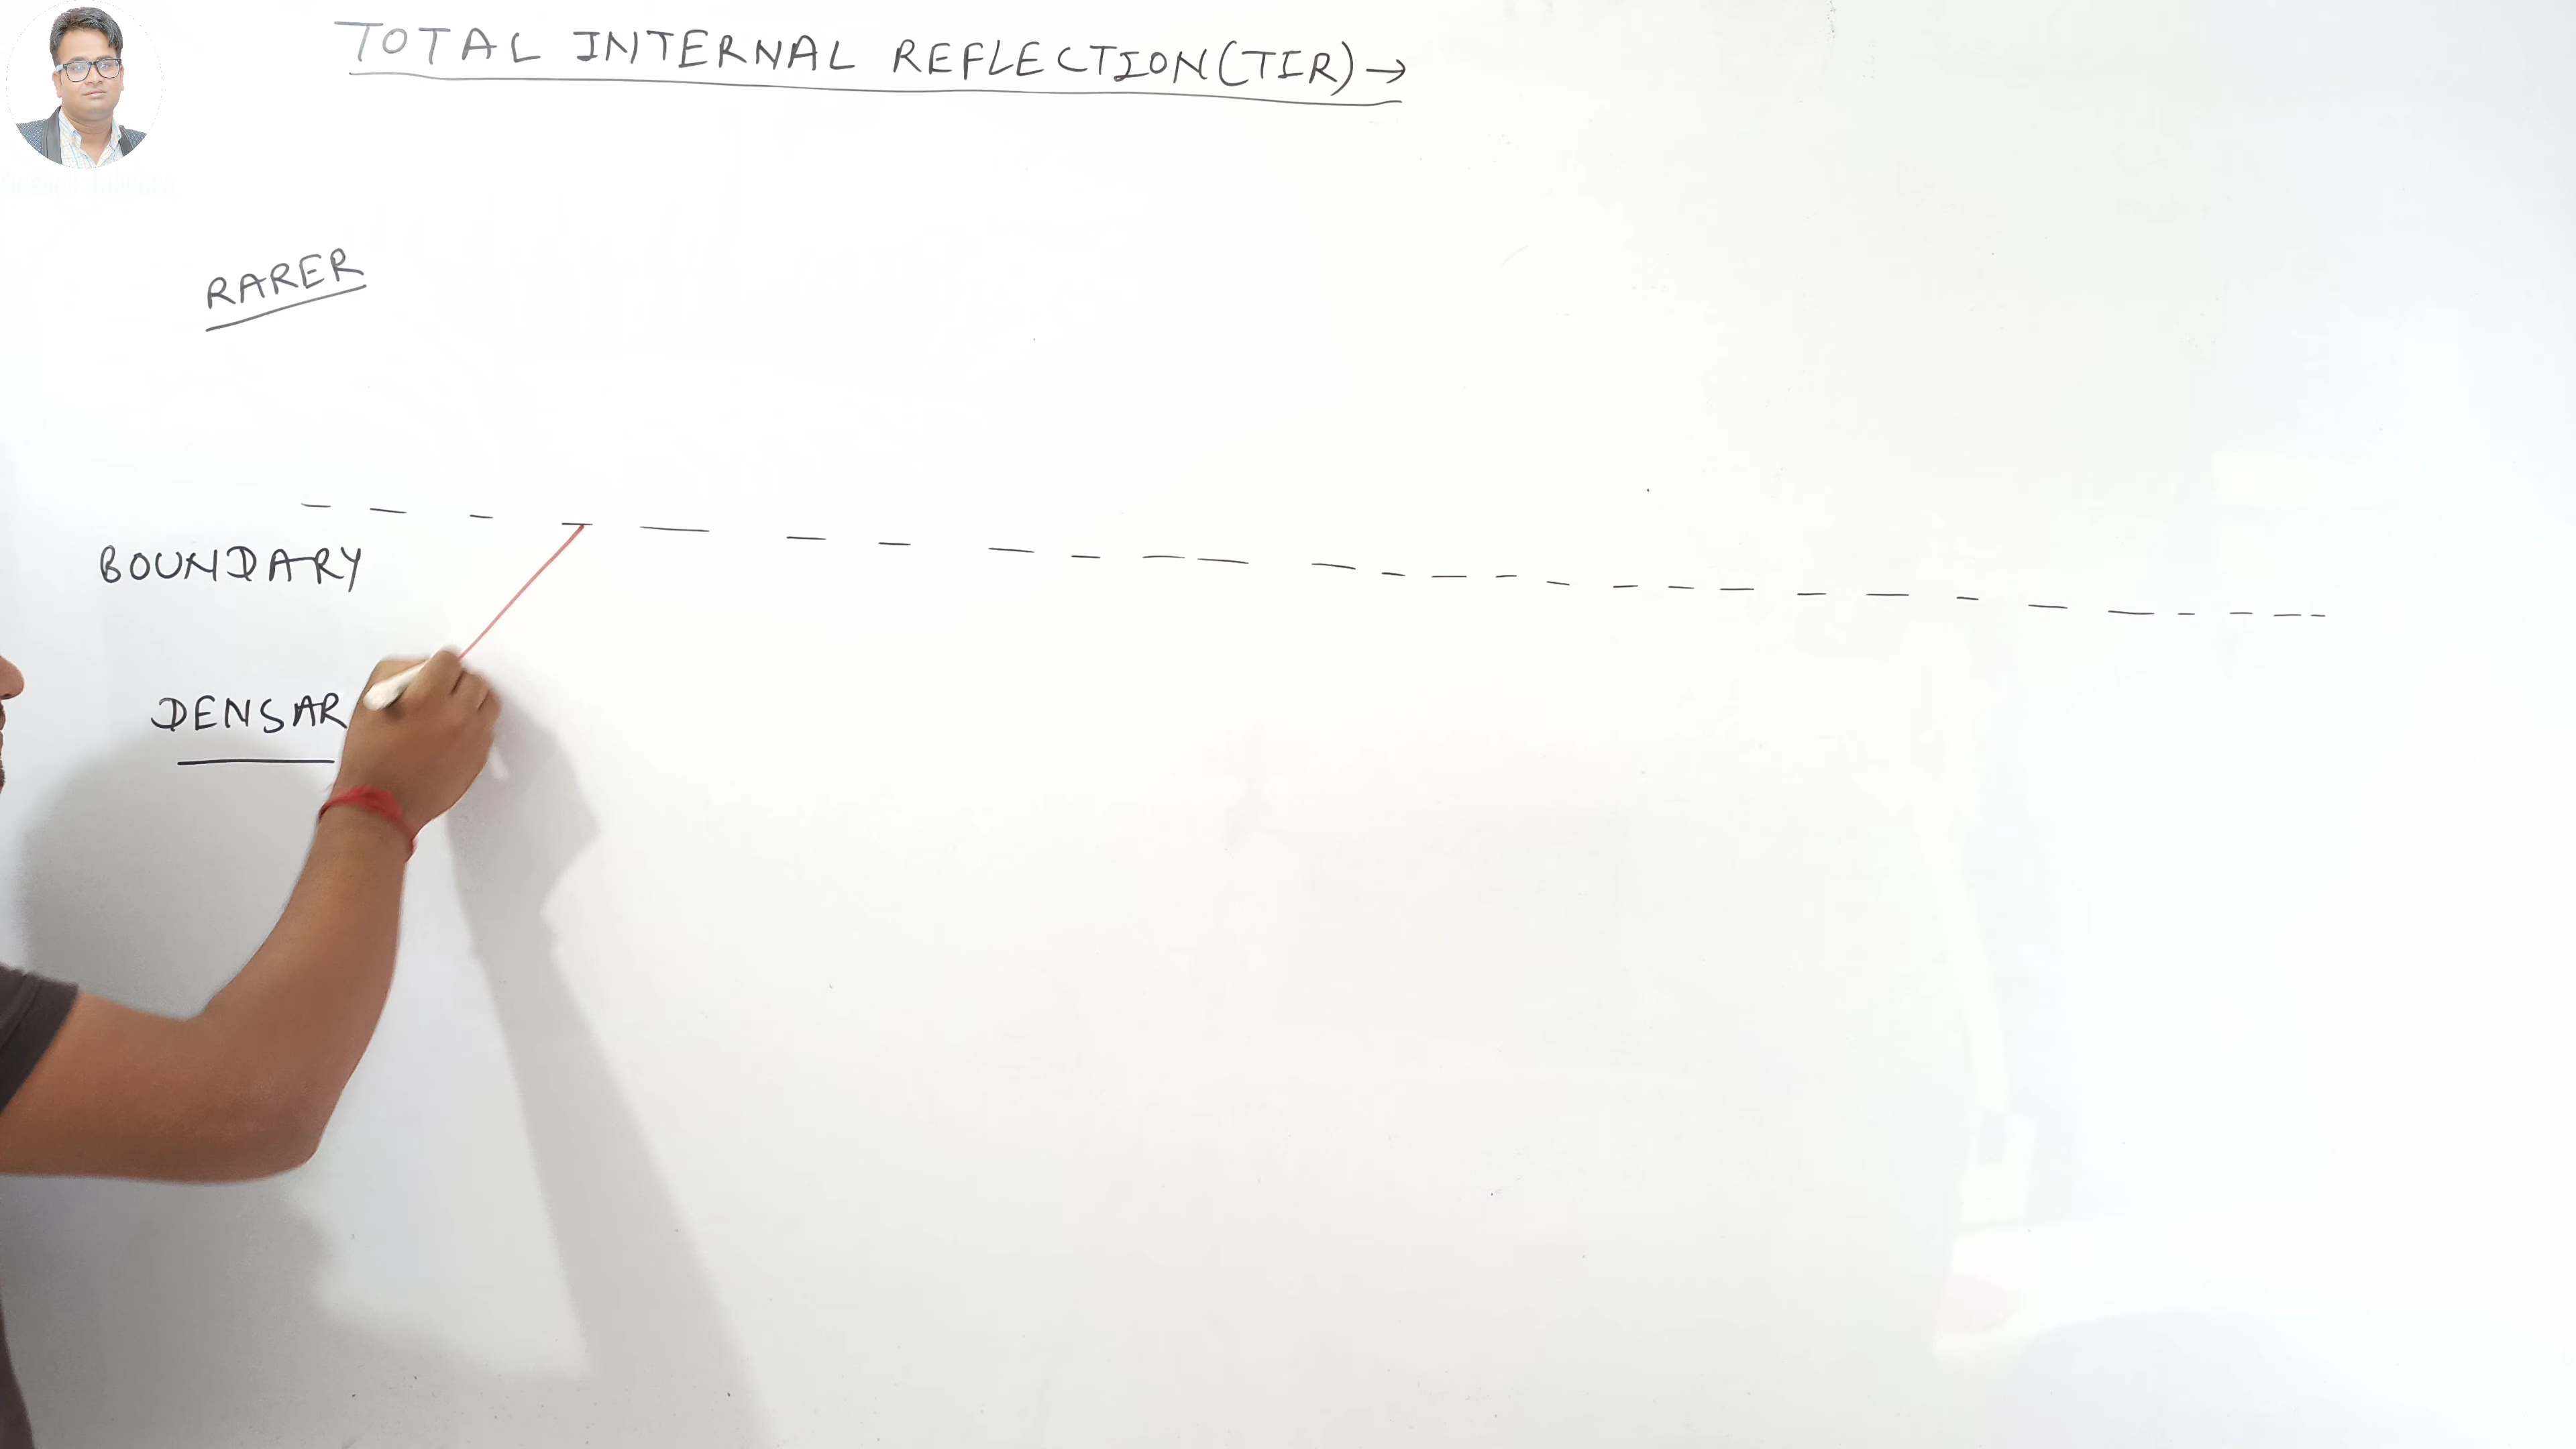 TOTAL INTERNAL REFLECTION(TIR)→
RARER
BOUNDARY
DENSAR